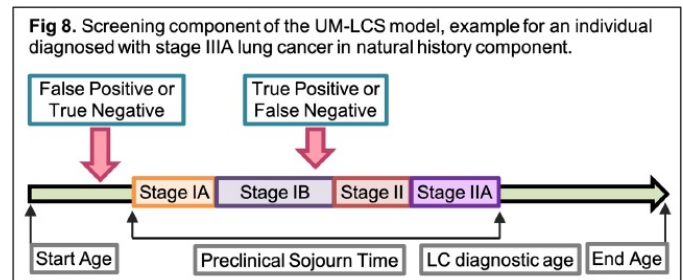 Fig 8. Screening component of the UM-LCS model, example for an individual
diagnosed with stage IIIA lung cancer in natural history component.
False Positive or
True Negative
True Positive or
False Negative
Stage IA
Stage IB
Stage II
Stage IIA
Start Age
Preclinical Sojourn Time
LC diagnostic age
End Age